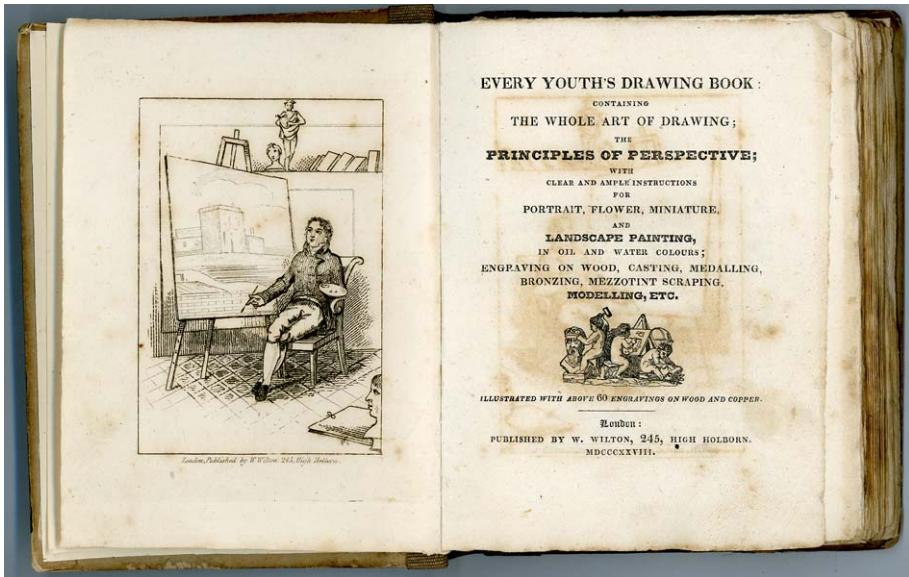 London, Published by W Wilton. 245, High Holborn.
EVERY YOUTH'S DRAWING BOOK:
CONTAINING
THE WHOLE ART OF DRAWING;
THE
PRINCIPLES OF PERSPECTIVE;
WITH
CLEAR AND AMPLE INSTRUCTIONS
FOR
PORTRAIT, FLOWER, MINIATURE,
AND
LANDSCAPE PAINTING,
IN OIL AND WATER COLOURS;
ENGRAVING ON WOOD, CASTING, MEDALLING,
BRONZING, MEZZOTINT SCRAPING,
MODELLING, ETC.
ILLUSTRATED WITH ABOVE 60 ENGRAVINGS ON WOOD AND COPPER.
London:
PUBLISHED BY W. WILTON, 245, HIGH HOLBORN.
MDCCCXXVIII.